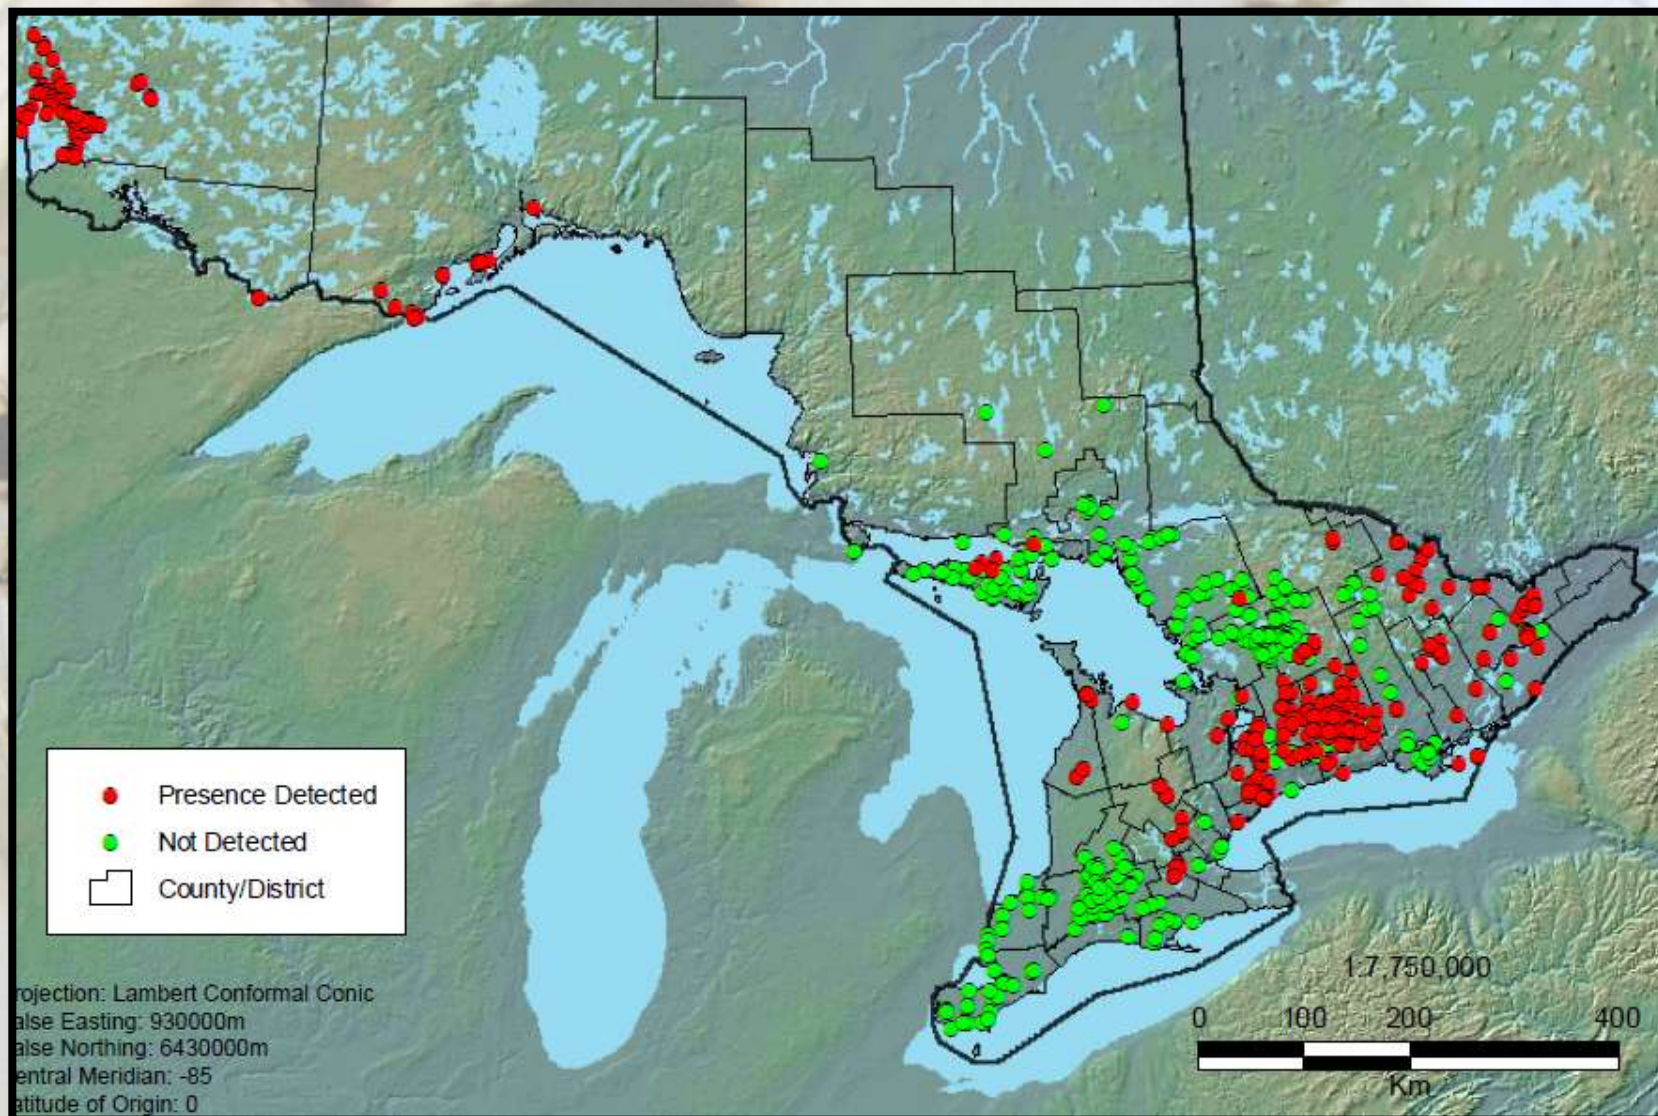 Presence Detected
Not Detected
County/District
rojection: Lambert Conformal Conic
alse Easting: 930000m
alse Northing: 6430000m
entral Meridian: -85
atitude of Origin: 0
1:7,750,000
0 100 200 400
Km